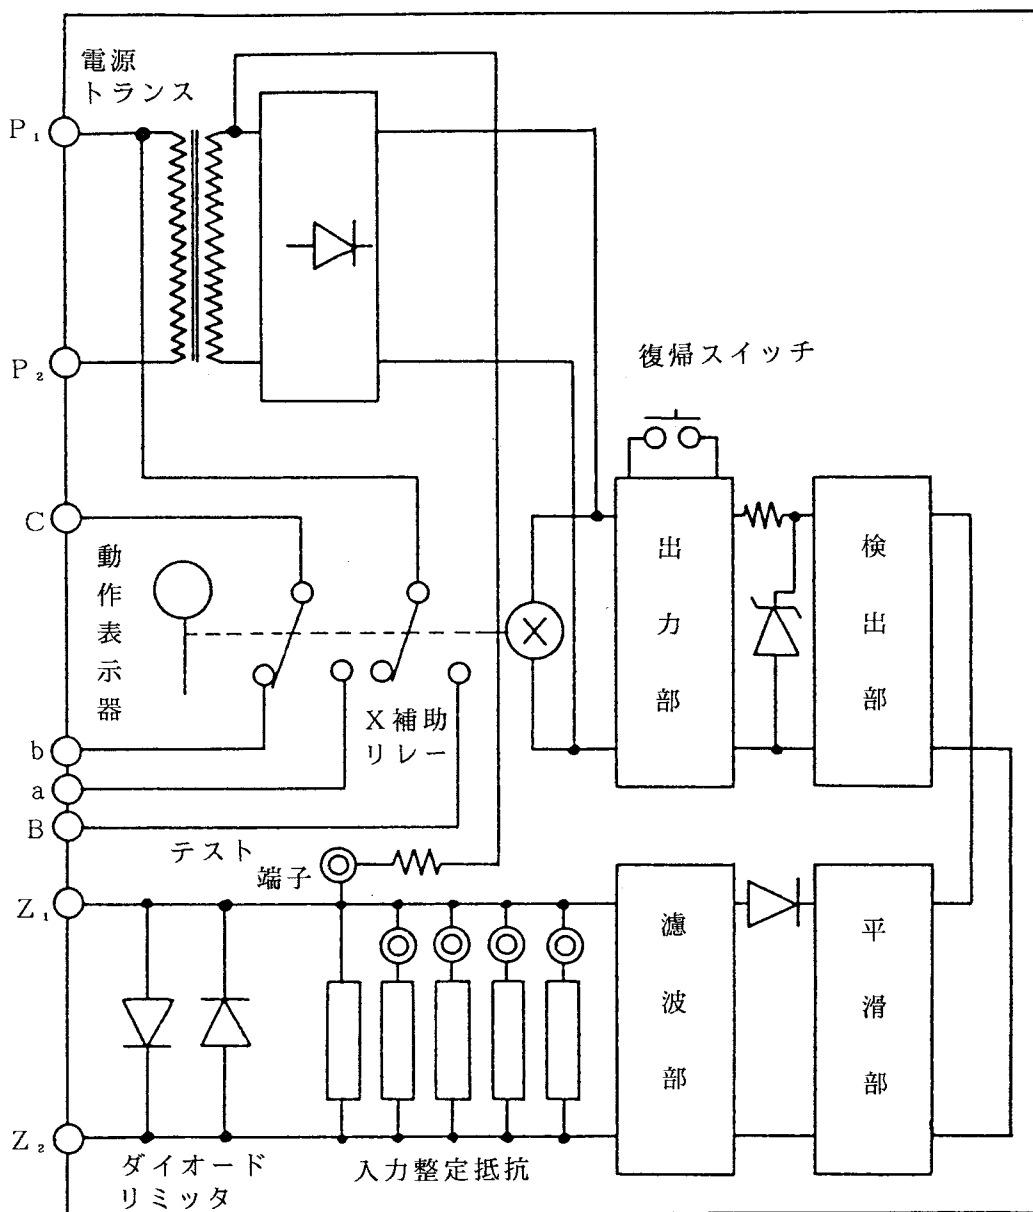 電源
トランス
P₁
P₂
復帰スイッチ
C
動作表示器
X
出力部
検出部
X補助
リレー
b
a
B
テスト
端子
Z₁
濾波部
平滑部
Z₂
ダイオード
リミッタ
入力整定抵抗